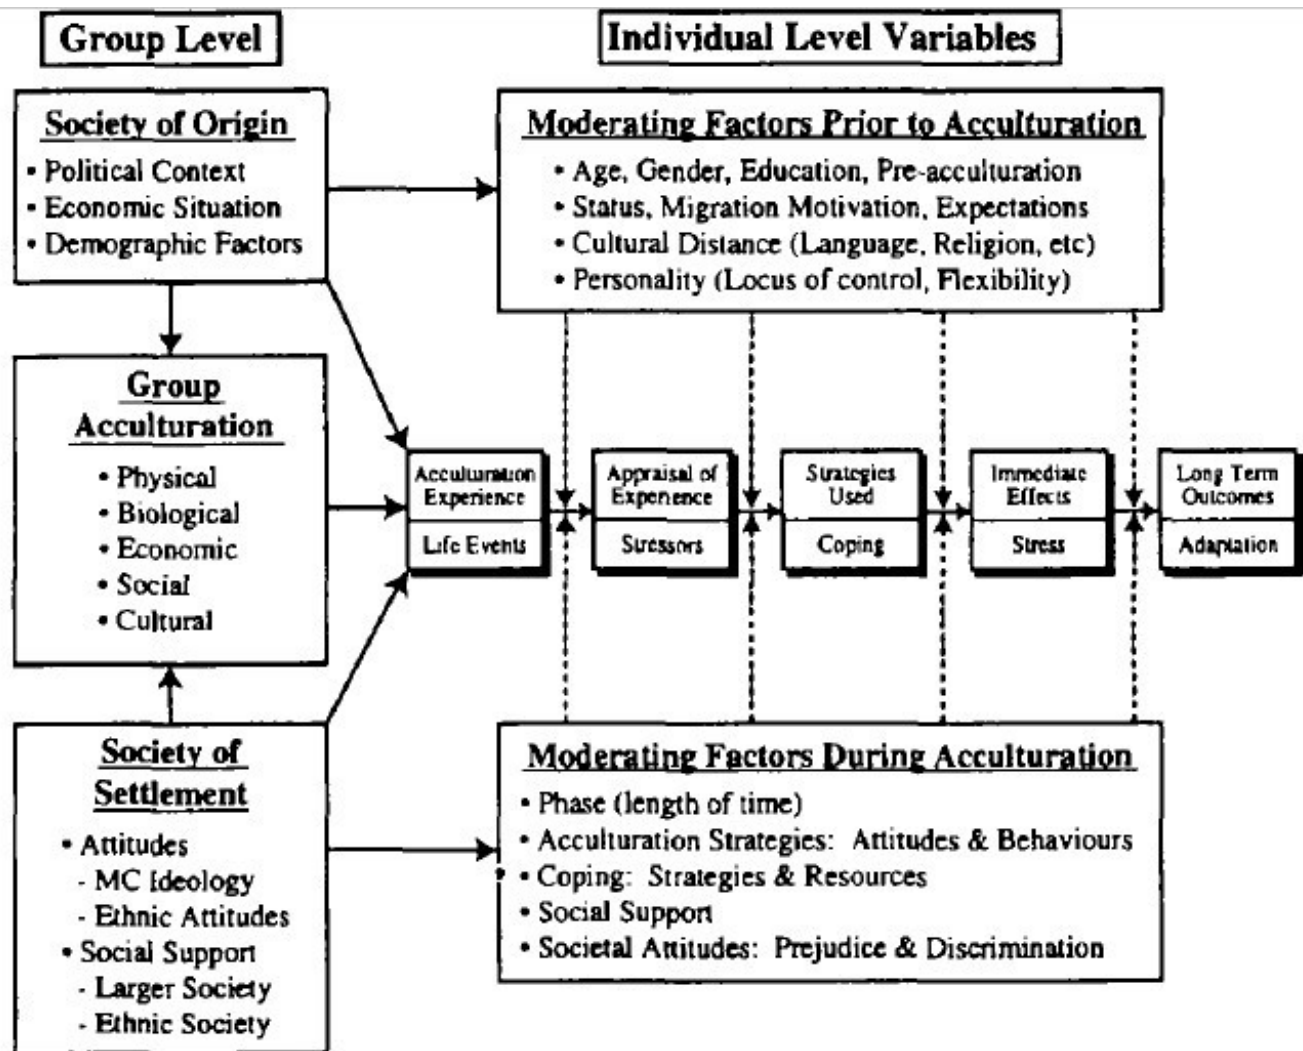 Group Level
Individual Level Variables
Society of Origin
• Political Context
• Economic Situation
• Demographic Factors
Moderating Factors Prior to Acculturation
• Age, Gender, Education, Pre-acculturation
• Status, Migration Motivation, Expectations
• Cultural Distance (Language, Religion, etc)
• Personality (Locus of control, Flexibility)
Group
Acculturation
• Physical
• Biological
• Economic
• Social
• Cultural
Acculturation
Experience
Life Events
Appraisal of
Experience
Stressors
Strategies
Used
Coping
Immediate
Effects
Stress
Long Term
Outcomes
Adaptation
Society of
Settlement
• Attitudes
- MC Ideology
- Ethnic Attitudes
• Social Support
- Larger Society
- Ethnic Society
Moderating Factors During Acculturation
• Phase (length of time)
• Acculturation Strategies: Attitudes & Behaviours
• Coping: Strategies & Resources
• Social Support
• Societal Attitudes: Prejudice & Discrimination